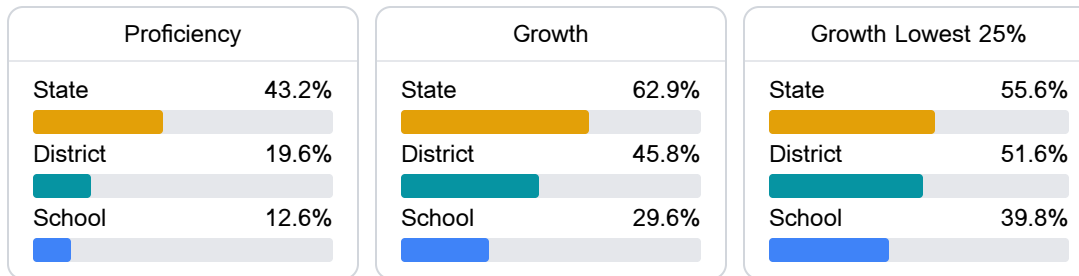 Proficiency
State 43.2%
District 19.6%
School 12.6%
Growth
State 62.9%
District 45.8%
School 29.6%
Growth Lowest 25%
State 55.6%
District 51.6%
School 39.8%